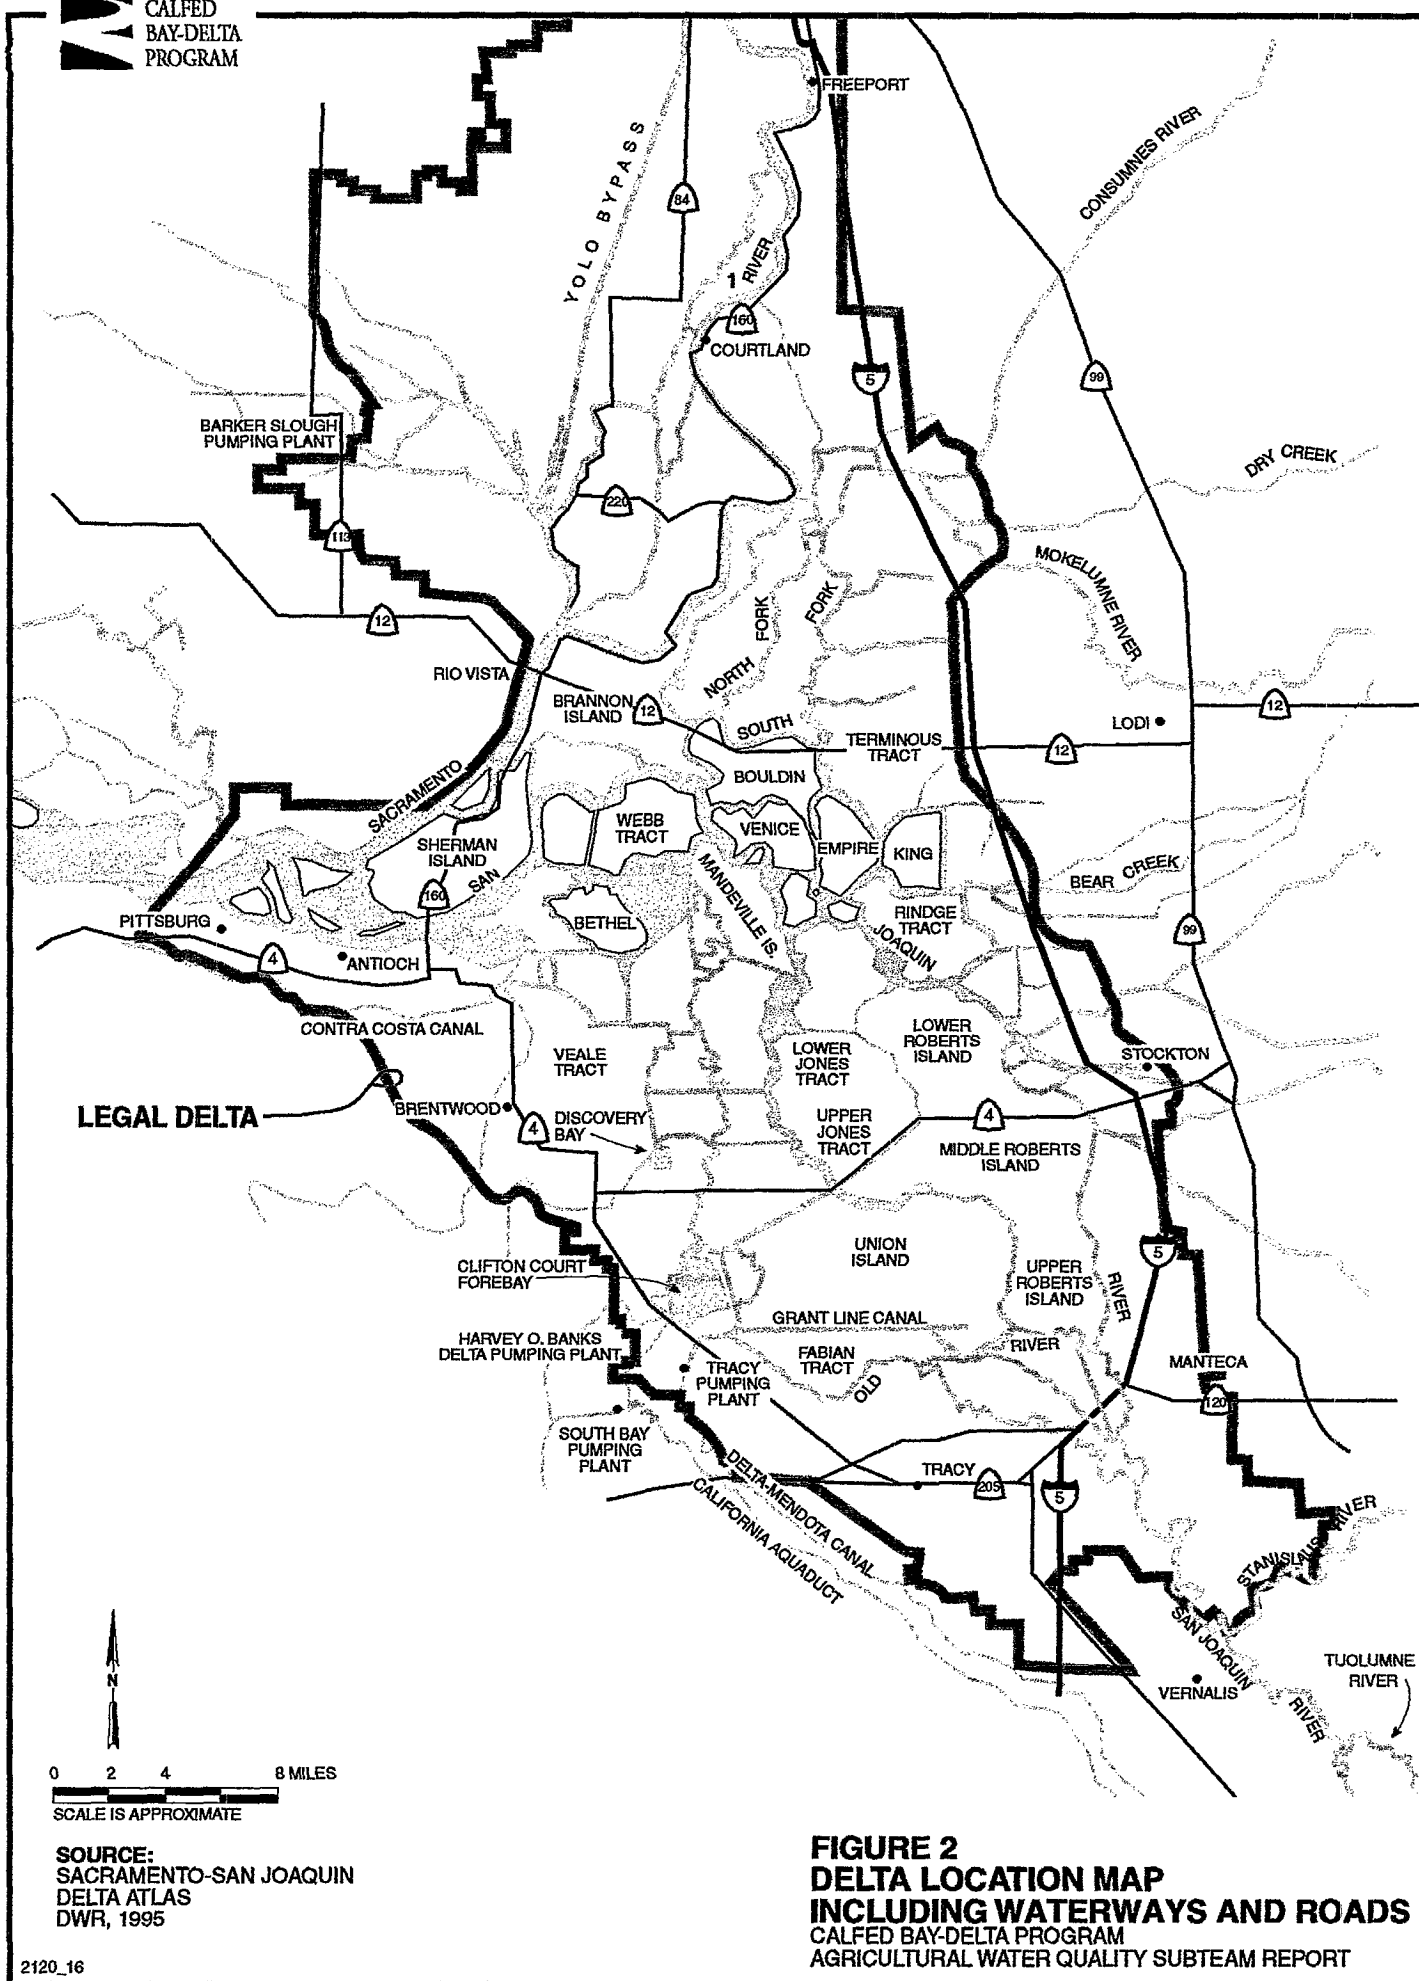 CALFED
BAY-DELTA
PROGRAM
FREEPORT
CONSUMNES RIVER
YOLO BYPASS
84
RIVER
1
160
COURTLAND
5
99
BARKER SLOUGH
PUMPING PLANT
DRY CREEK
220
113
MOKELUMNE RIVER
12
FORK
FORK
RIO VISTA
NORTH
BRANNON
ISLAND
12
SOUTH
12
LODI
TERMINOUS
TRACT
12
BOULDIN
SACRAMENTO
WEBB
TRACT
VENICE
SHERMAN
ISLAND
EMPIRE
KING
SAN
160
MANDEVILLE IS.
BEAR CREEK
PITTSBURG
BETHEL
RINDGE
TRACT
99
JOAQUIN
4
ANTIOCH
CONTRA COSTA CANAL
LOWER
ROBERTS
ISLAND
VEALE
TRACT
LOWER
JONES
TRACT
STOCKTON
LEGAL DELTA
BRENTWOOD
4
DISCOVERY
BAY
UPPER
JONES
TRACT
4
MIDDLE ROBERTS
ISLAND
UNION
ISLAND
5
CLIFTON COURT
FOREBAY
UPPER
ROBERTS
ISLAND
RIVER
GRANT LINE CANAL
HARVEY O. BANKS
DELTA PUMPING PLANT
FABIAN
TRACT
RIVER
TRACY
PUMPING
PLANT
OLD
MANTECA
120
SOUTH BAY
PUMPING
PLANT
DELTA-MENDOTA CANAL
TRACY
205
5
CALIFORNIA AQUADUCT
STANISLAUS RIVER
SAN JOAQUIN
RIVER
TUOLUMNE
RIVER
VERNALIS
N
0 2 4 8 MILES
SCALE IS APPROXIMATE
SOURCE:
SACRAMENTO-SAN JOAQUIN
DELTA ATLAS
DWR, 1995
FIGURE 2
DELTA LOCATION MAP
INCLUDING WATERWAYS AND ROADS
CALFED BAY-DELTA PROGRAM
AGRICULTURAL WATER QUALITY SUBTEAM REPORT
2120_16